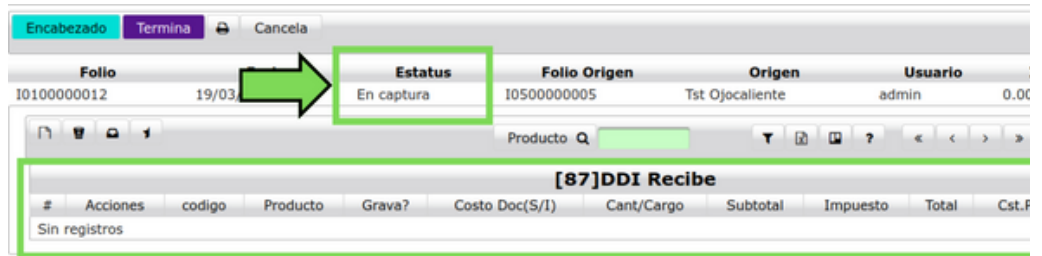 Encabezado Termina Cancela
Folio Estatus Folio Origen Origen Usuario
I0100000012 19/03/ En captura I0500000005 Tst Ojocaliente admin 0.00
Producto ? « < > »
[87]DDI Recibe
# Acciones codigo Producto Grava? Costo Doc(S/I) Cant/Cargo Subtotal Impuesto Total
Sin registros